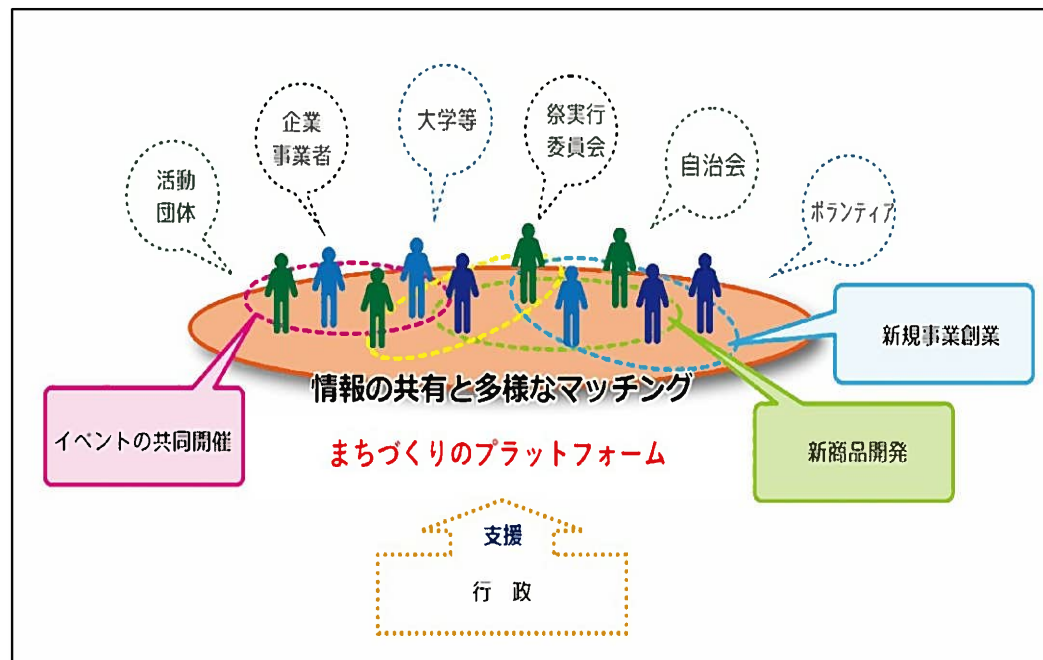 活動
団体
企業
事業者
大学等
祭実行
委員会
自治会
ボランティア
新規事業創業
情報の共有と多様なマッチング
イベントの共同開催
まちづくりのプラットフォーム
新商品開発
支援
行 政